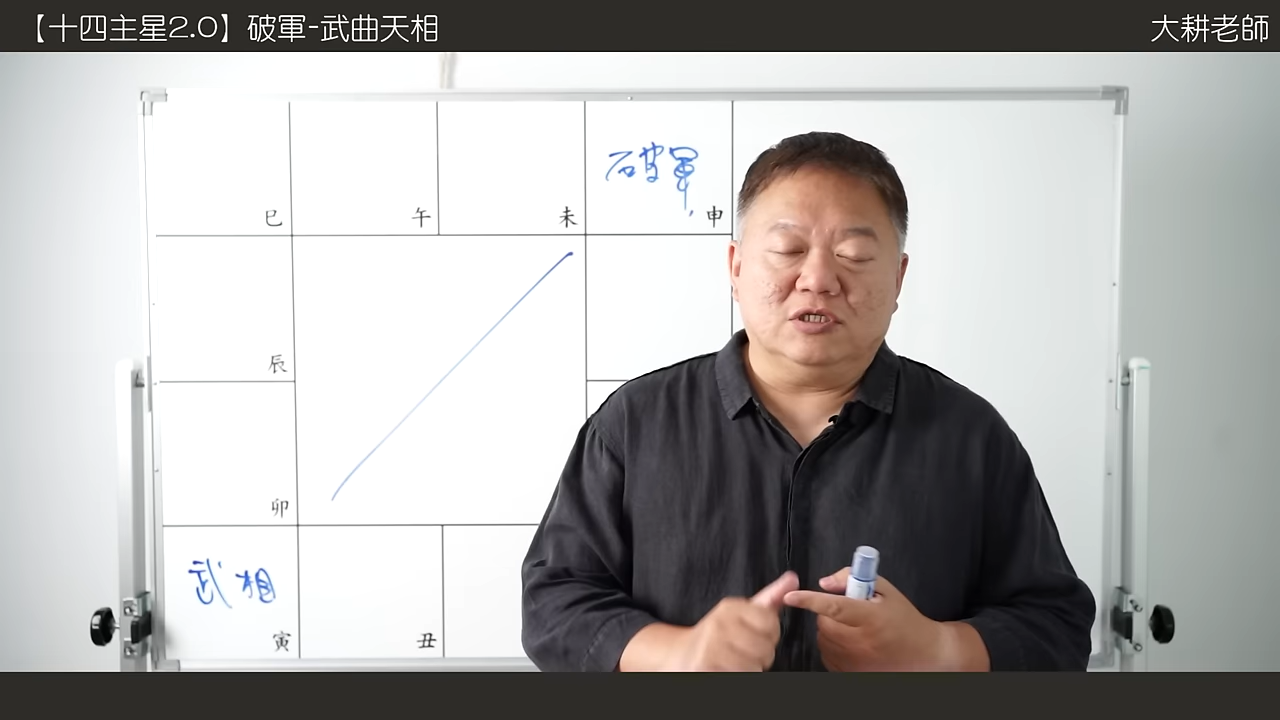 【十四主星2.0】破軍-武曲天相
大耕老師
破軍
巳
午
未
申
辰
卯
武相
寅
丑